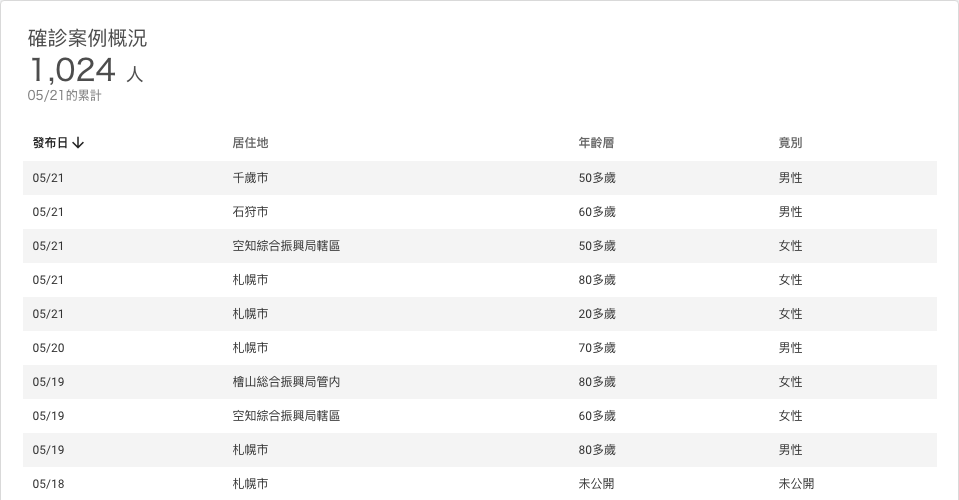 確診案例概況
1,024 人
05/21的累計
發布日↓ 居住地 年齡層 竟別
05/21 千歲市 50多歲 男性
05/21 石狩市 60多歲 男性
05/21 空知綜合振興局轄區 50多歲 女性
05/21 札幌市 80多歲 女性
05/21 札幌市 20多歲 女性
05/20 札幌市 70多歲 男性
05/19 檜山総合振興局管内 80多歲 女性
05/19 空知綜合振興局轄區 60多歲 女性
05/19 札幌市 80多歲 男性
05/18 札幌市 未公開 未公開